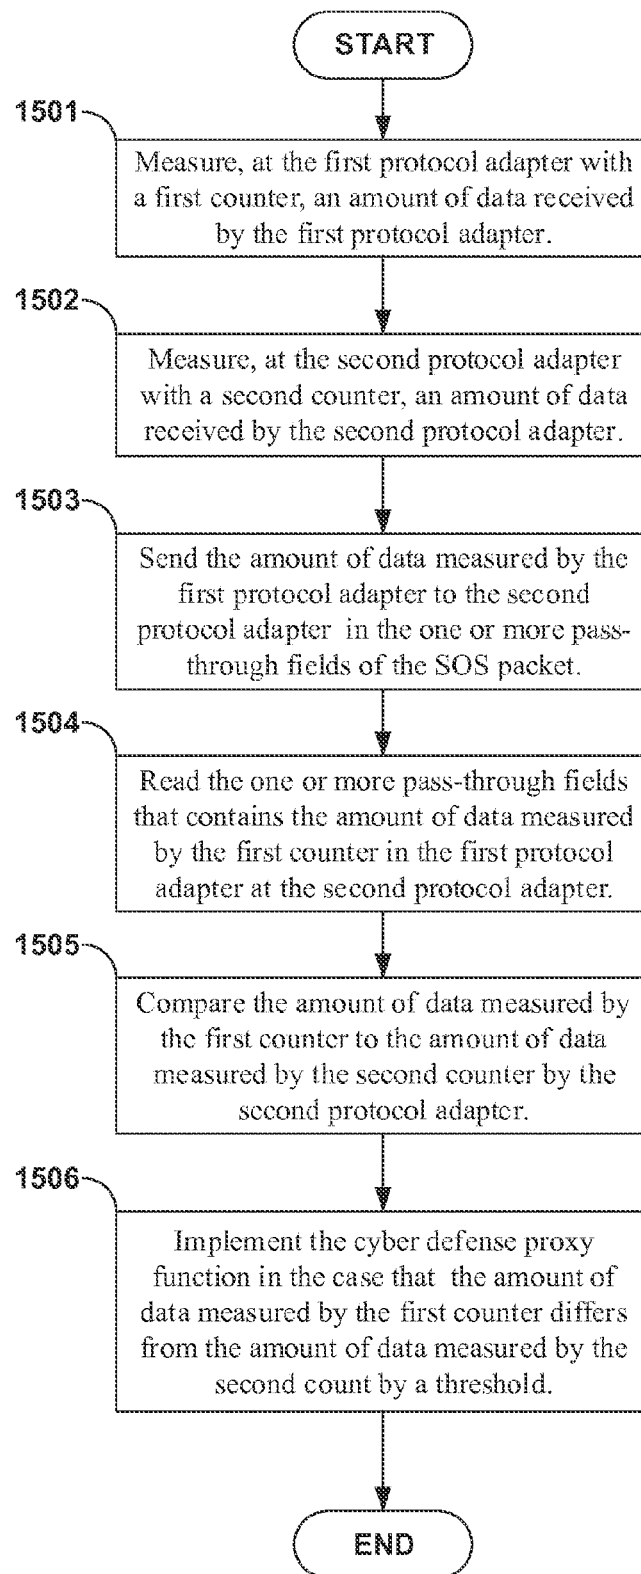 START
1501
Measure, at the first protocol adapter with
a first counter, an amount of data received
by the first protocol adapter.
1502
Measure, at the second protocol adapter
with a second counter, an amount of data
received by the second protocol adapter.
1503
Send the amount of data measured by the
first protocol adapter to the second
protocol adapter in the one or more pass-
through fields of the SOS packet.
1504
Read the one or more pass-through fields
that contains the amount of data measured
by the first counter in the first protocol
adapter at the second protocol adapter.
1505
Compare the amount of data measured by
the first counter to the amount of data
measured by the second counter by the
second protocol adapter.
1506
Implement the cyber defense proxy
function in the case that the amount of
data measured by the first counter differs
from the amount of data measured by the
second count by a threshold.
END